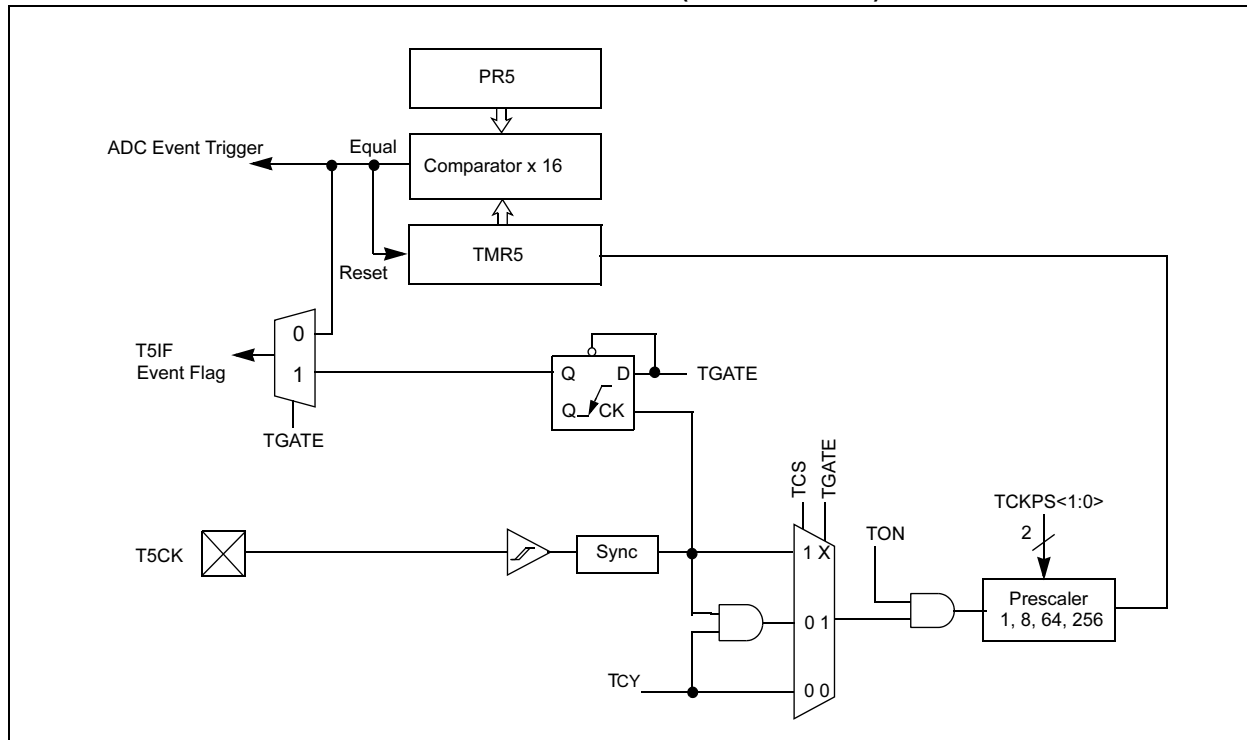 PR5
ADC Event Trigger
Equal
Comparator x 16
TMR5
Reset
0
T5IF
Event Flag
1
TGATE
Q
D
TGATE
Q
CK
TCS
TGATE
TCKPS<1:0>
2
TON
T5CK
Sync
1 X
Prescaler
1, 8, 64, 256
0 1
TCY
0 0